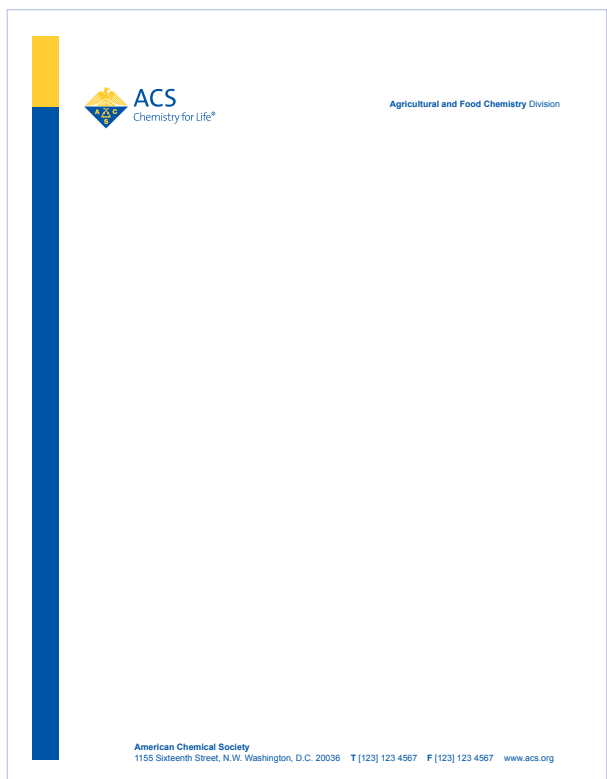 ACS
Chemistry for Life®
A C
S
Agricultural and Food Chemistry Division
American Chemical Society
1155 Sixteenth Street, N.W. Washington, D.C. 20036 T [123] 123 4567 F [123] 123 4567 www.acs.org